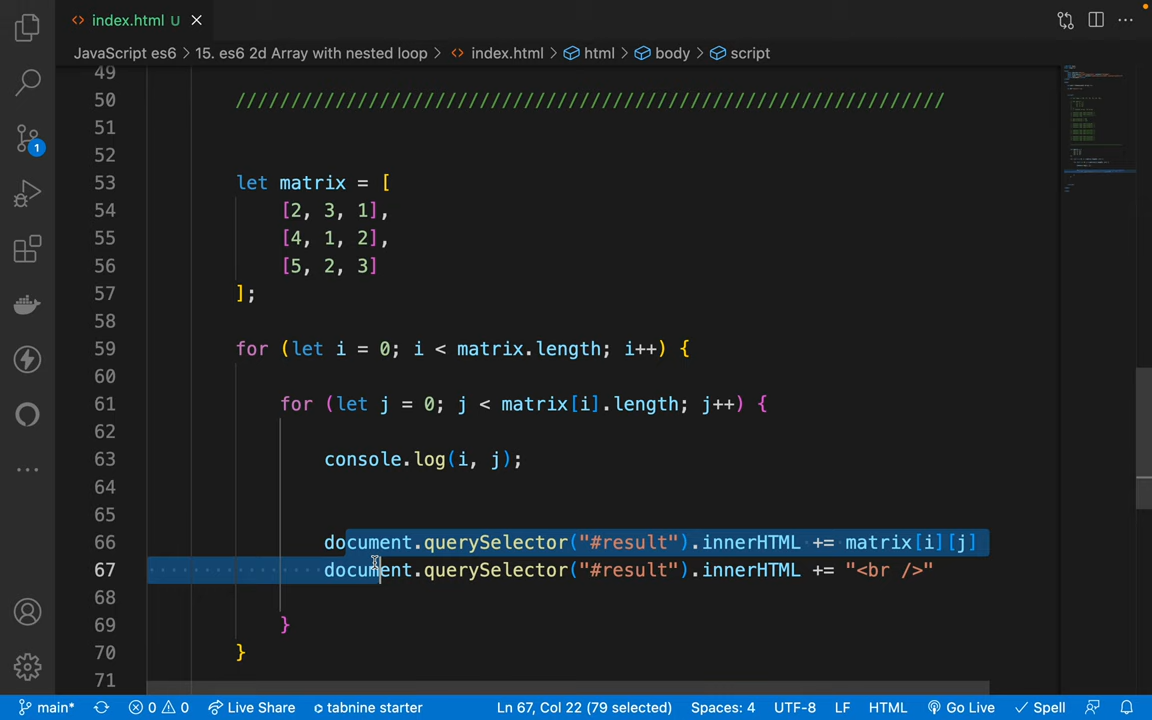 index.html U
JavaScript es6 > 15. es6 2d Array with nested loop > index.html > html > body > script
49
50 ////////////////////////////////////////////////////////////////
51
52
53 let matrix = [
54 [2, 3, 1],
55 [4, 1, 2],
56 [5, 2, 3]
57 ];
58
59 for (let i = 0; i < matrix.length; i++) {
60
61 for (let j = 0; j < matrix[i].length; j++) {
62
63 console.log(i, j);
64
65
66 document.querySelector("#result").innerHTML += matrix[i][j]
67 document.querySelector("#result").innerHTML += "<br />"
68
69 }
70 }
71
1
main* 0 0 Live Share tabnine starter Ln 67, Col 22 (79 selected) Spaces: 4 UTF-8 LF HTML Go Live Spell